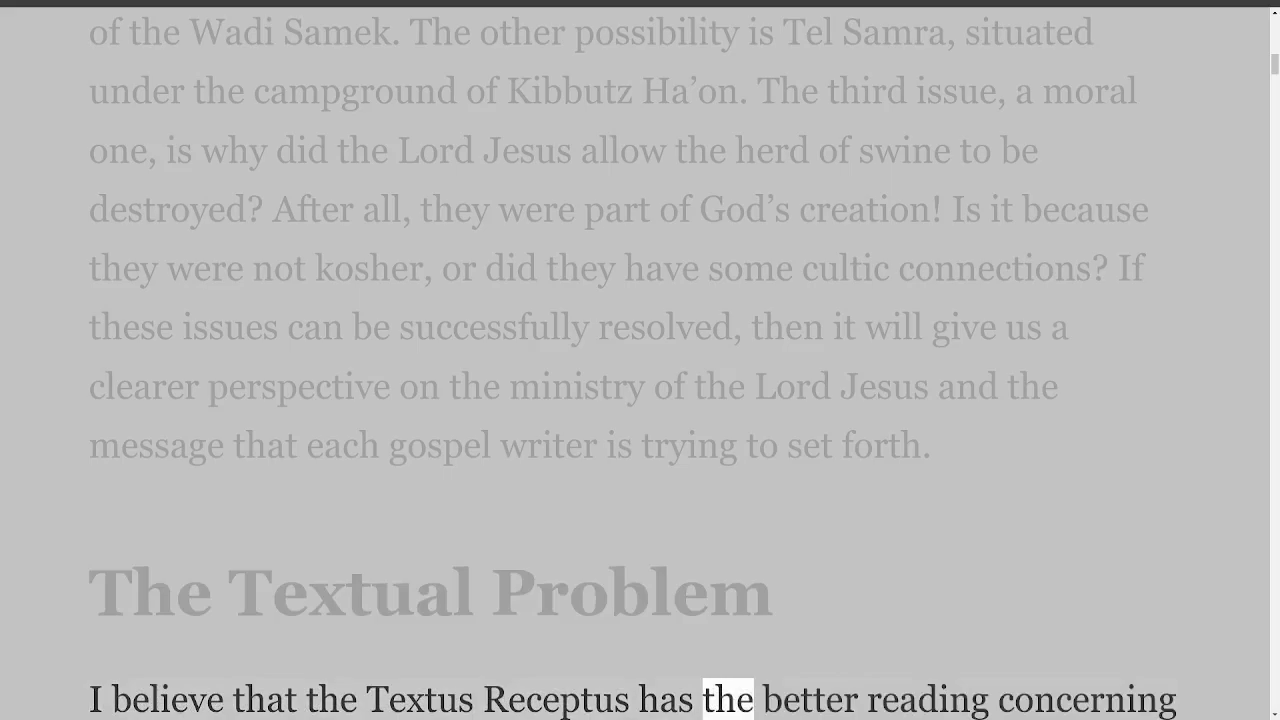 of the Wadi Samek. The other possibility is Tel Samra, situated
under the campground of Kibbutz Ha’on. The third issue, a moral
one, is why did the Lord Jesus allow the herd of swine to be
destroyed? After all, they were part of God’s creation! Is it because
they were not kosher, or did they have some cultic connections? If
these issues can be successfully resolved, then it will give us a
clearer perspective on the ministry of the Lord Jesus and the
message that each gospel writer is trying to set forth.
The Textual Problem
I believe that the Textus Receptus has the better reading concerning